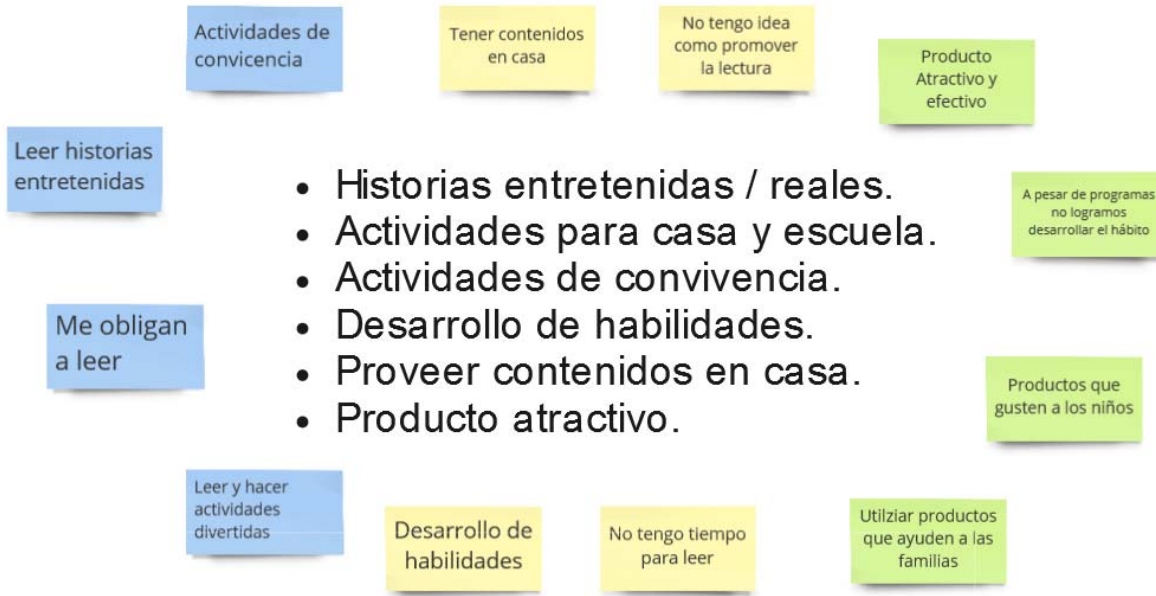 Actividades de
convicencia
Tener contenidos
en casa
No tengo idea
como promover
la lectura
Producto
Atractivo y
efectivo
Leer historias
entretenidas
• Historias entretenidas / reales.
• Actividades para casa y escuela.
• Actividades de convivencia.
• Desarrollo de habilidades.
• Proveer contenidos en casa.
• Producto atractivo.
A pesar de programas
no logramos
desarrollar el hábito
Me obligan
a leer
Productos que
gusten a los niños
Leer y hacer
actividades
divertidas
Desarrollo de
habilidades
No tengo tiempo
para leer
Utilziar productos
que ayuden a las
familias